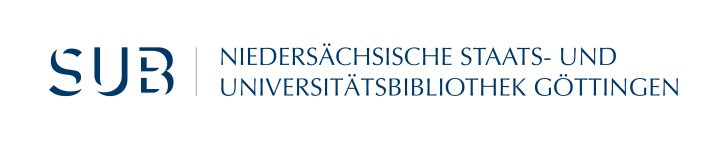 SUB
NIEDERSÄCHSISCHE STAATS- UND
UNIVERSITÄTSBIBLIOTHEK GÖTTINGEN